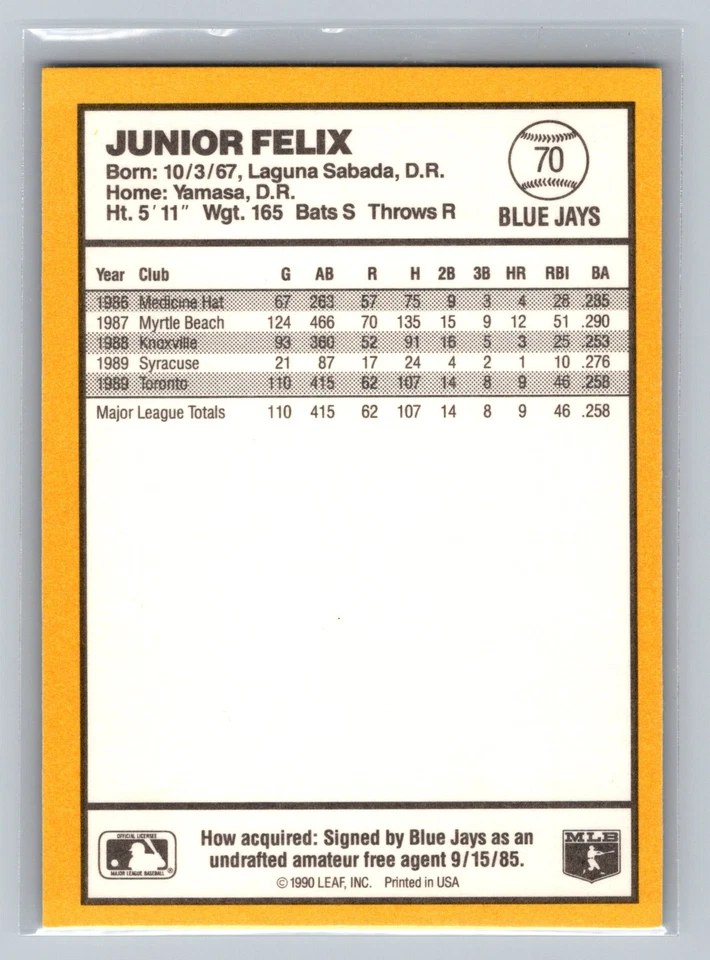 JUNIOR FELIX
Born: 10/3/67, Laguna Sabada, D.R.
Home: Yamasa, D.R.
Ht. 5'11" Wgt. 165 Bats S Throws R
70
BLUE JAYS
Year Club G AB R H 2B 3B HR RBI BA
1986 Medicine Hat 67 263 57 75 9 3 4 28 .285
1987 Myrtle Beach 124 466 70 135 15 9 12 51 .290
1988 Knoxville 93 360 52 91 16 5 3 25 .253
1989 Syracuse 21 87 17 24 4 2 1 10 .276
1989 Toronto 110 415 62 107 14 8 9 46 .258
Major League Totals 110 415 62 107 14 8 9 46 .258
OFFICIAL LICENSEE
MAJOR LEAGUE BASEBALL ®
How acquired: Signed by Blue Jays as an
undrafted amateur free agent 9/15/85.
© 1990 LEAF, INC. Printed in USA
MLB